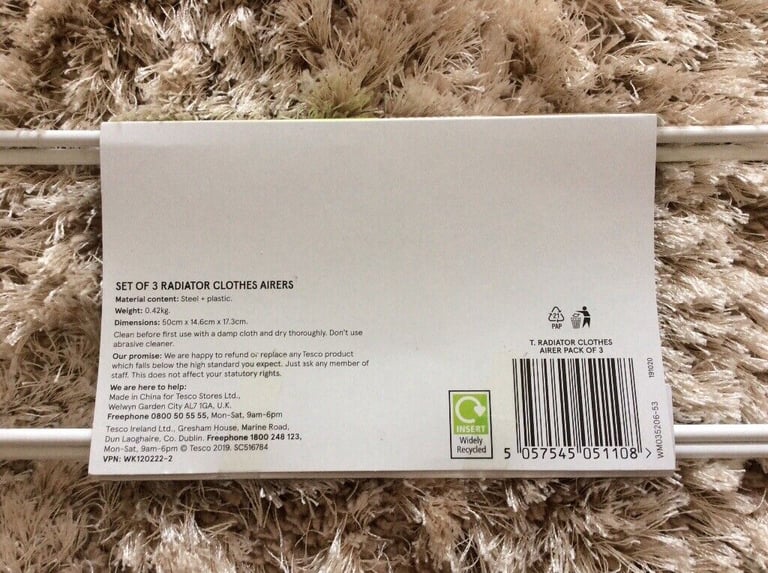 SET OF 3 RADIATOR CLOTHES AIRERS
Material content: Steel + plastic.
Weight: 0.42kg.
Dimensions: 50cm x 14.6cm x 17.3cm.
Clean before first use with a damp cloth and dry thoroughly. Don't use
abrasive cleaner.
Our promise: We are happy to refund or replace any Tesco product
which falls below the high standard you expect. Just ask any member of
staff. This does not affect your statutory rights.
We are here to help:
Made in China for Tesco Stores Ltd.,
Welwyn Garden City AL7 1GA, U.K.
Freephone 0800 50 55 55, Mon-Sat, 9am-6pm
Tesco Ireland Ltd., Gresham House, Marine Road,
Dun Laoghaire, Co. Dublin. Freephone 1800 248 123,
Mon-Sat, 9am-6pm © Tesco 2019. SC516784
VPN: WK120222-2
INSERT
Widely
Recycled
21
PAP
T. RADIATOR CLOTHES
AIRER PACK OF 3
5 057545 051108 >
191020
WM035206-53